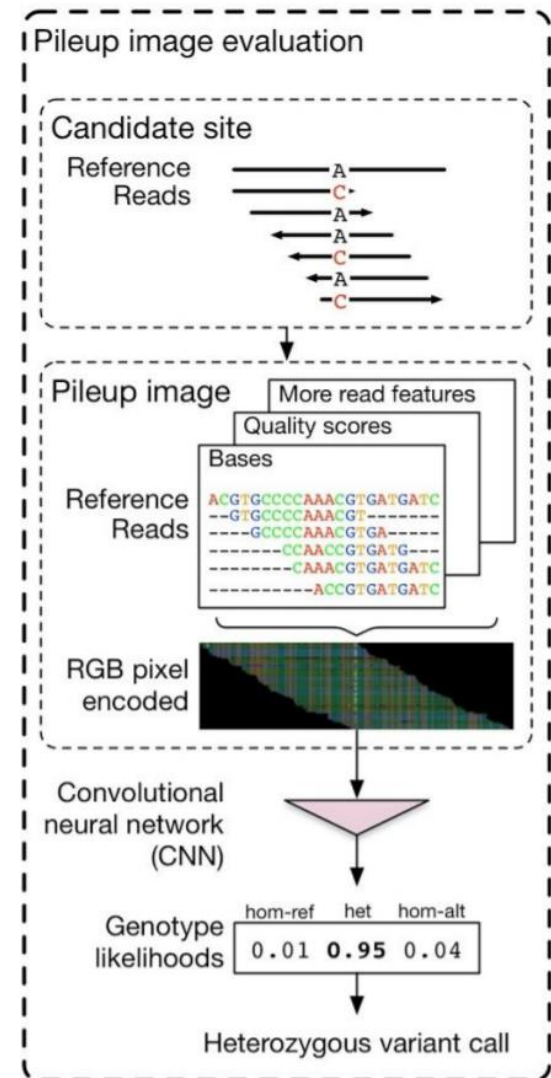 Pileup image evaluation
Candidate site
Reference
Reads
A
C
A
A
C
A
C
Pileup image
More read features
Quality scores
Bases
Reference
Reads
ACGTGCCCCAAACGTGATGATC
--GTGCCCCAAACGT-------
----GCCCCAAACGTGA-----
-------CCAACCGTGATG---
--------CAAACGTGATGATC
----------ACCGTGATGATC
RGB pixel
encoded
Convolutional
neural network
(CNN)
hom-ref het hom-alt
Genotype
likelihoods
0.01 0.95 0.04
Heterozygous variant call